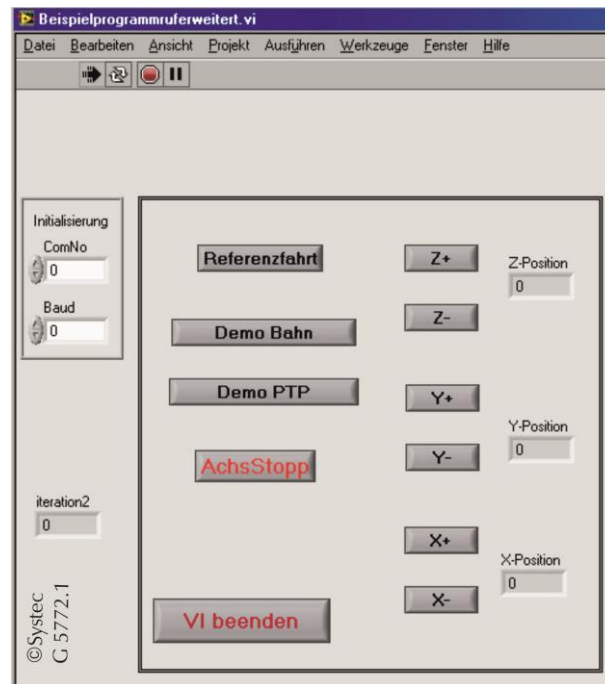 Beispielprogrammruferweitert.vi
Datei Bearbeiten Ansicht Projekt Ausführen Werkzeuge Fenster Hilfe
Initialisierung
ComNo
0
Baud
0
iteration2
0
Referenzfahrt
Demo Bahn
Demo PTP
AchsStopp
VI beenden
Z+
Z-
Z-Position
0
Y+
Y-
Y-Position
0
X+
X-
X-Position
0
©Systec
G 5772.1